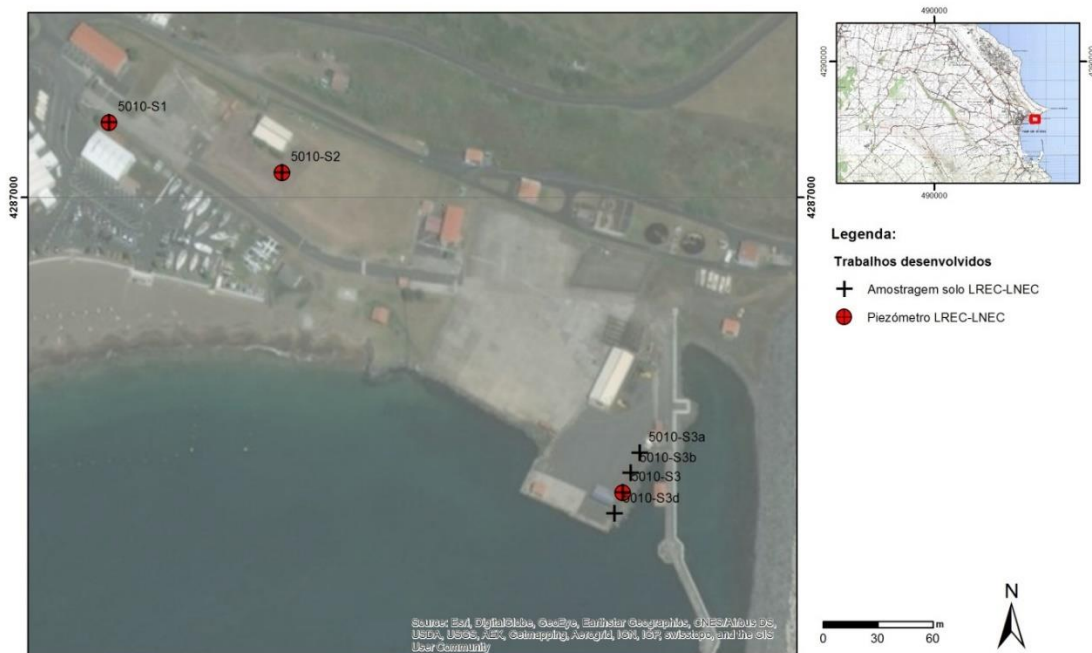 490000
4287000
5010-S1
5010-S2
5010-S3a
5010-S3b
5010-S3
5010-S3d
Source: Esri, DigitalGlobe, GeoEye, Earthstar Geographics, CNES/Airbus DS,
USDA, USGS, AEX, Getmapping, Aerogrid, IGN, IGP, swisstopo, and the GIS
User Community
4287000
4290000
490000
Legenda:
Trabalhos desenvolvidos
Amostragem solo LREC-LNEC
Piezómetro LREC-LNEC
0 30 60 m
N